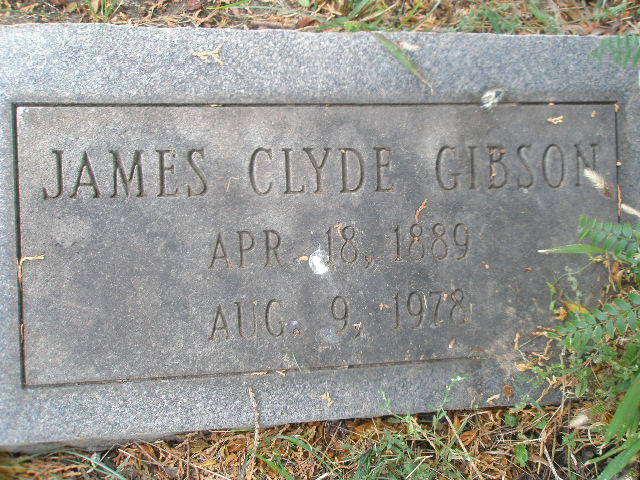 JAMES CLYDE GIBSON
APR. 18, 1889
AUG. 9, 1978